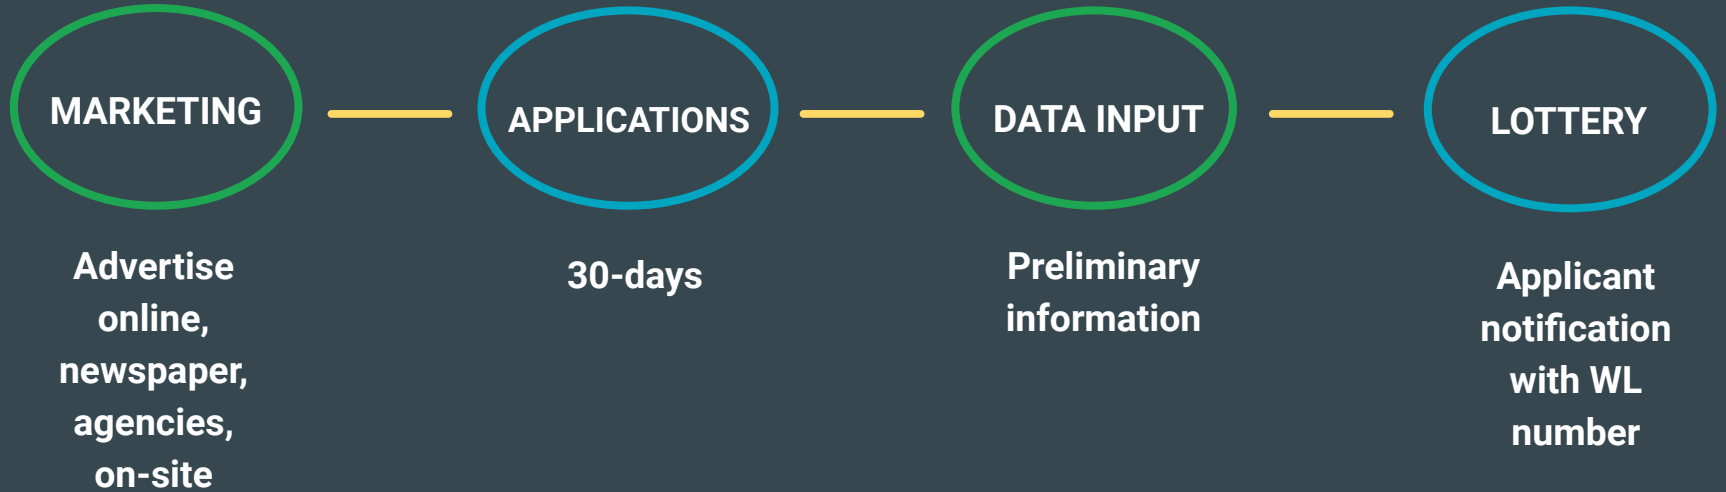 MARKETING
APPLICATIONS
DATA INPUT
LOTTERY
Advertise
online,
newspaper,
agencies,
on-site
30-days
Preliminary
information
Applicant
notification
with WL
number